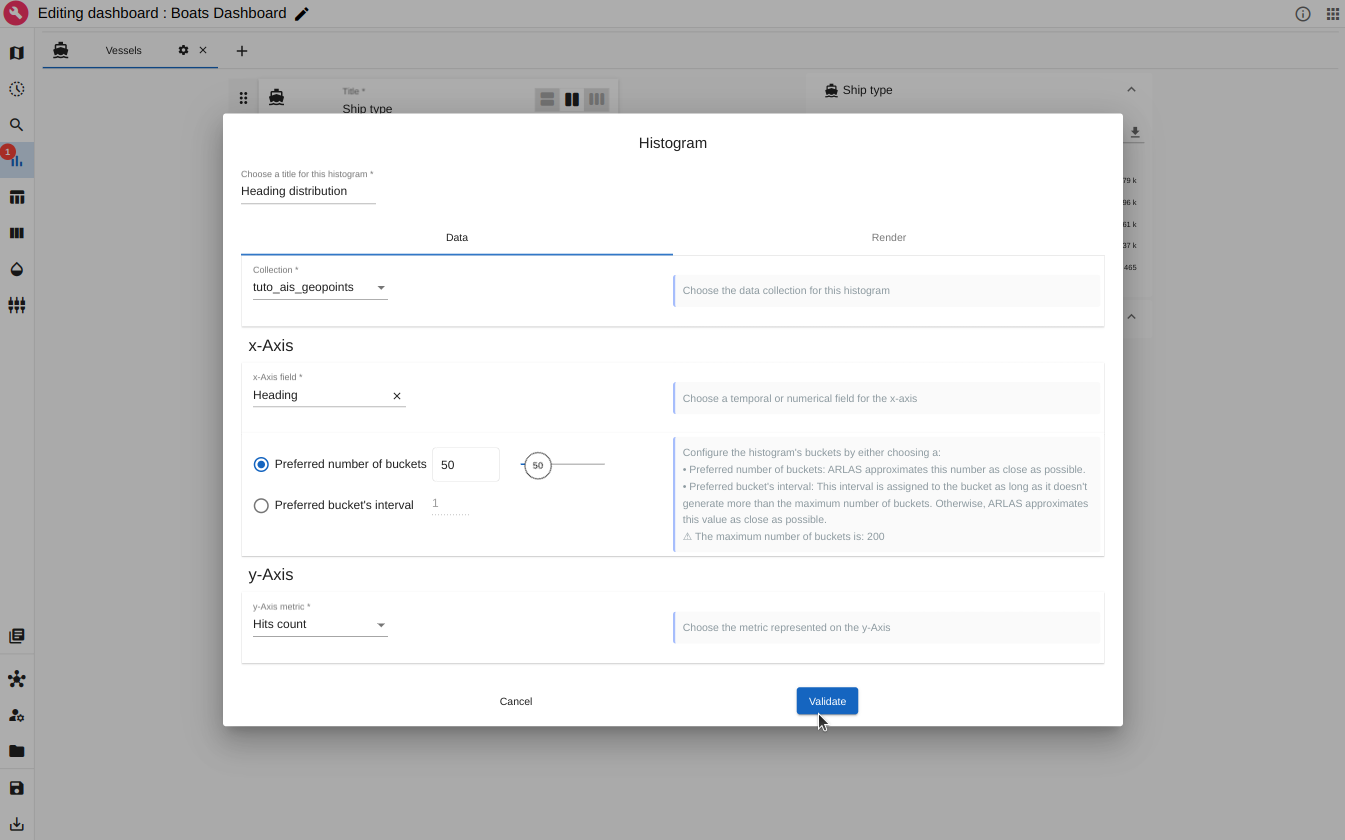 Editing dashboard : Boats Dashboard
Vessels
Title *
Ship type
Ship type
1
79 k
96 k
61 k
37 k
465
Histogram
Choose a title for this histogram *
Heading distribution
Data
Render
Collection *
tuto_ais_geopoints
Choose the data collection for this histogram
x-Axis
x-Axis field *
Heading
Choose a temporal or numerical field for the x-axis
Preferred number of buckets
50
50
Preferred bucket's interval
1
Configure the histogram's buckets by either choosing a:
• Preferred number of buckets: ARLAS approximates this number as close as possible.
• Preferred bucket's interval: This interval is assigned to the bucket as long as it doesn't
generate more than the maximum number of buckets. Otherwise, ARLAS approximates
this value as close as possible.
⚠ The maximum number of buckets is: 200
y-Axis
y-Axis metric *
Hits count
Choose the metric represented on the y-Axis
Cancel
Validate